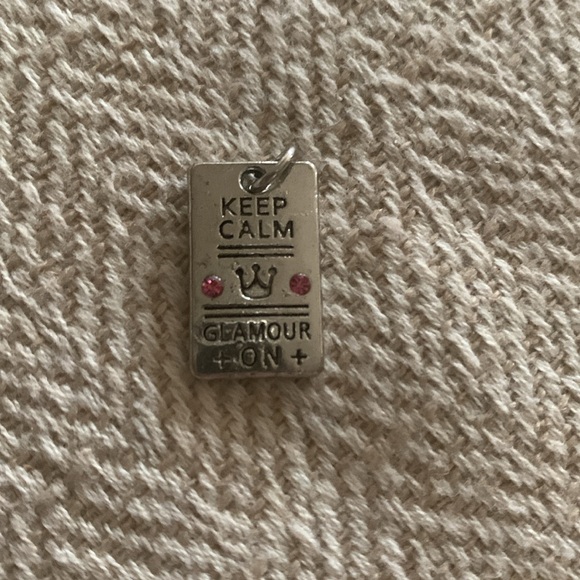 KEEP
CALM
GLAMOUR
+ ON +